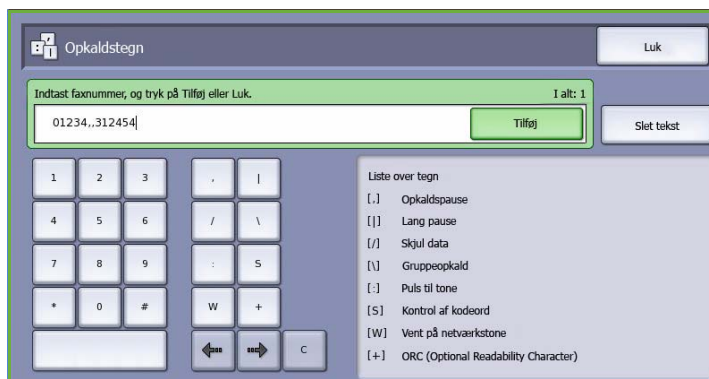 Opkaldstegn
Luk
Indtast faxnummer, og tryk på Tilføj eller Luk. I alt: 1
01234,,312454
Tilføj
Slet tekst
1 2 3 , |
4 5 6 / \
7 8 9 : S
* 0 # W +
C
Liste over tegn
[,] Opkaldspause
[|] Lang pause
[/] Skjul data
[\] Gruppeopkald
[:] Puls til tone
[S] Kontrol af kodeord
[W] Vent på netværkstone
[+] ORC (Optional Readability Character)